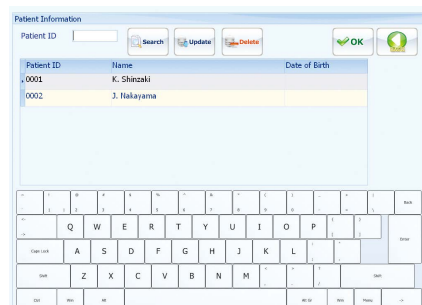 Patient Information
Patient ID Search Update Delete OK
Patient ID Name Date of Birth
0001 K. Shinzaki
0002 J. Nakayama
Back
Q W E R T Y U I O P
Enter
Caps Lock A S D F G H J K L
Shift Z X C V B N M Shift
Ctrl Win Alt Alt Gr Win Menu